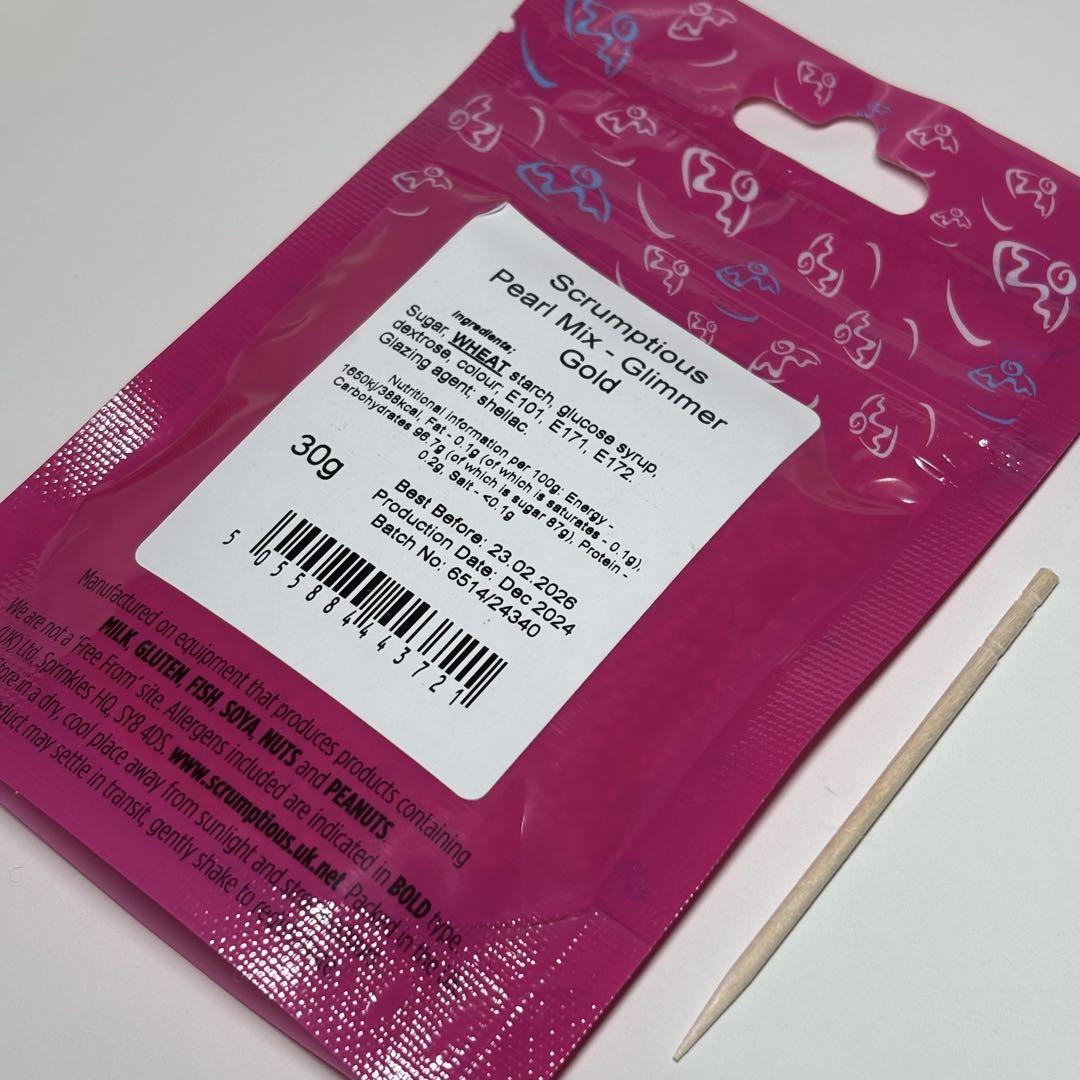 Scrumptious
Pearl Mix - Glimmer
Gold
Ingredients:
Sugar, WHEAT starch, glucose syrup,
dextrose, colour; E101, E171, E172.
Glazing agent; shellac.
Nutritional information per 100g: Energy -
1650kj/388kcal, Fat - 0.1g (of which is saturates - 0.1g),
Carbohydrates 96.7g (of which is sugar 87g), Protein -
0.2g, Salt - <0.1g
30g
Best Before: 23.02.2026
Production Date: Dec 2024
Batch No: 6514/24340
5 055884 443721
Manufactured on equipment that produces products containing
MILK, GLUTEN, FISH, SOYA, NUTS and PEANUTS
We are not a 'Free From' site. Allergens included are indicated in BOLD type.
(UK) Ltd, Sprinkles HQ, SY8 4DS. www.scrumptious.uk.net Packed in the
in a dry, cool place away from sunlight and
may settle in transit, gently shake to